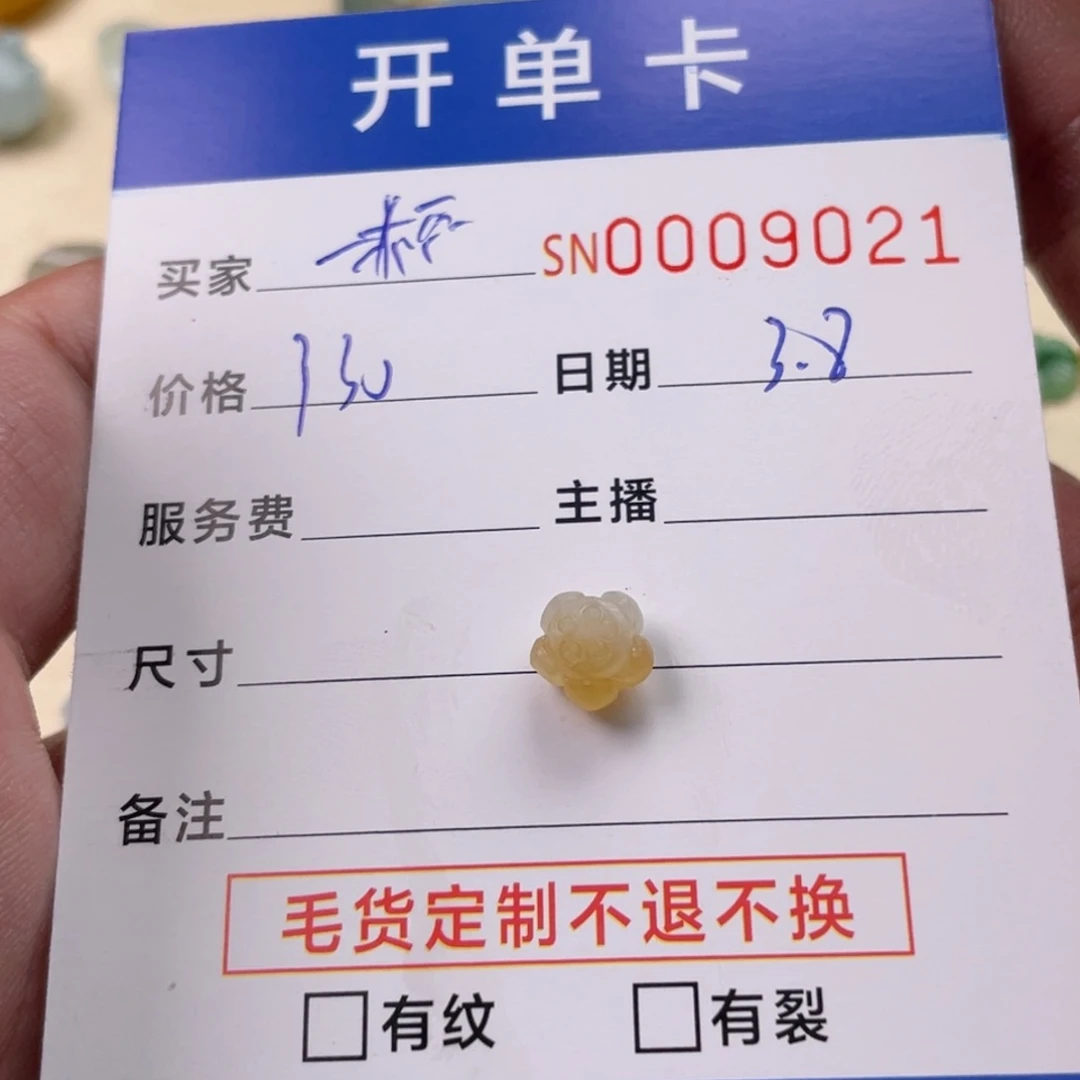 开单卡
买家 SN0009021
价格 130 日期 3.8
服务费 主播
尺寸
备注
毛货定制不退不换
□有纹 □有裂